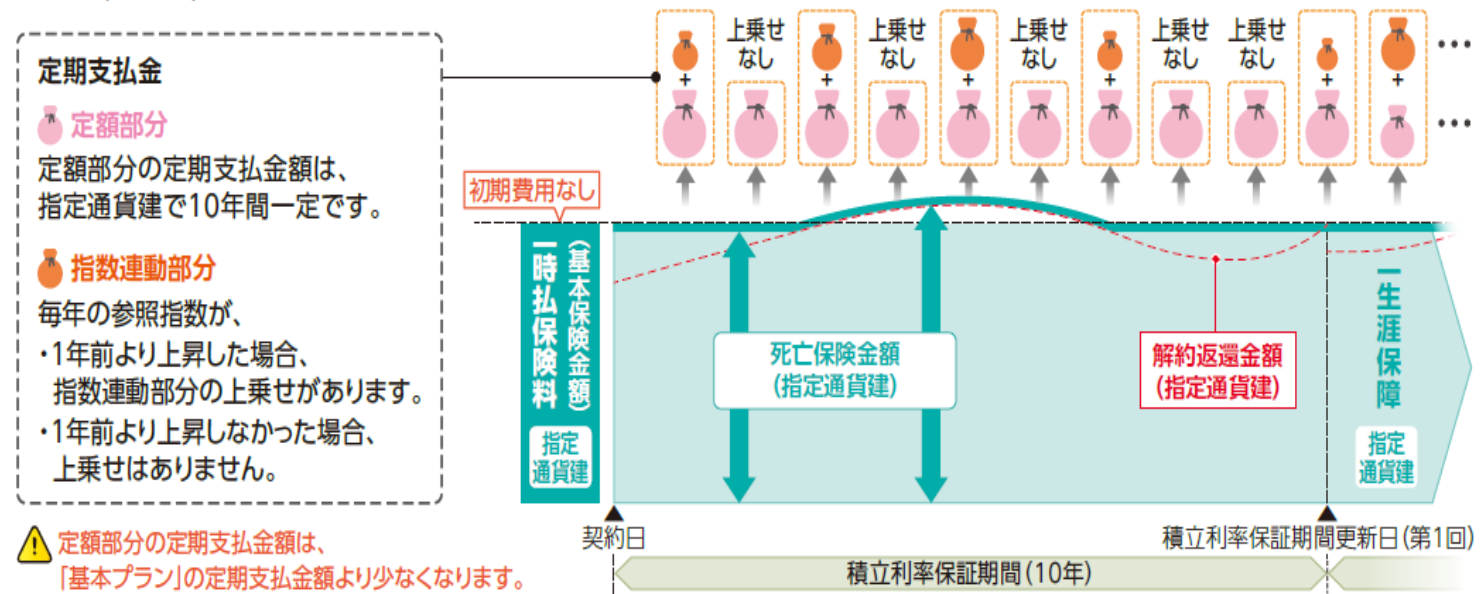 定期支払金
定額部分
定額部分の定期支払金額は、
指定通貨建で10年間一定です。
指数連動部分
毎年の参照指数が、
・1年前より上昇した場合、
指数連動部分の上乗せがあります。
・1年前より上昇しなかった場合、
上乗せはありません。
定額部分の定期支払金額は、
「基本プラン」の定期支払金額より少なくなります。
+
上乗せ
なし
+
上乗せ
なし
+
上乗せ
なし
+
上乗せ
なし
上乗せ
なし
+
+
•••
•••
初期費用なし
一時払保険料
(基本保険金額)
指定
通貨建
死亡保険金額
(指定通貨建)
解約返還金額
(指定通貨建)
一生涯保障
指定
通貨建
契約日
積立利率保証期間更新日(第1回)
積立利率保証期間(10年)